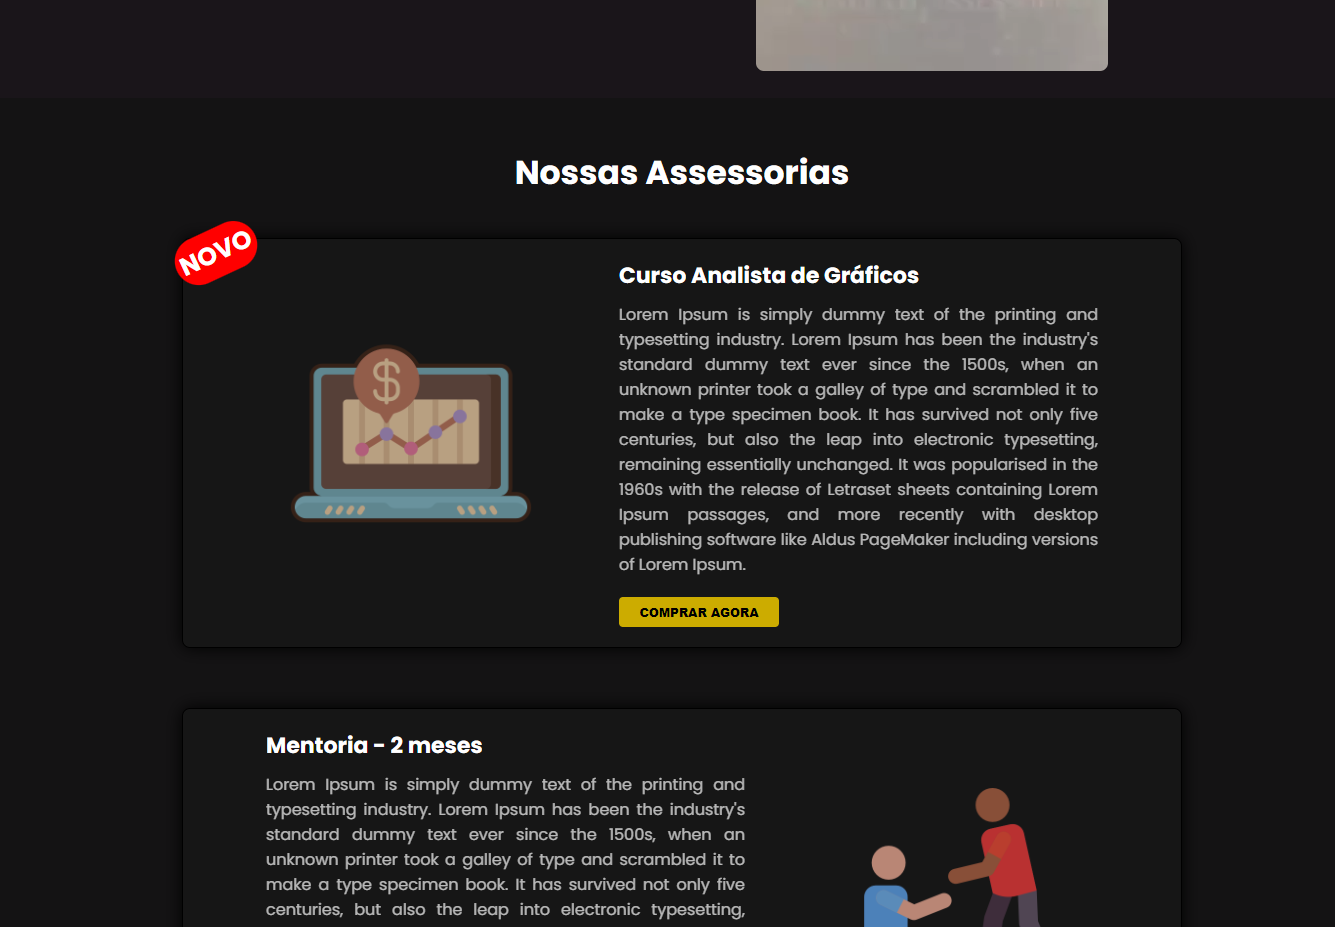 Nossas Assessorias
NOVO
Curso Analista de Gráficos
Lorem Ipsum is simply dummy text of the printing and
typesetting industry. Lorem Ipsum has been the industry's
standard dummy text ever since the 1500s, when an
unknown printer took a galley of type and scrambled it to
make a type specimen book. It has survived not only five
centuries, but also the leap into electronic typesetting,
remaining essentially unchanged. It was popularised in the
1960s with the release of Letraset sheets containing Lorem
Ipsum passages, and more recently with desktop
publishing software like Aldus PageMaker including versions
of Lorem Ipsum.
COMPRAR AGORA
Mentoria - 2 meses
Lorem Ipsum is simply dummy text of the printing and
typesetting industry. Lorem Ipsum has been the industry's
standard dummy text ever since the 1500s, when an
unknown printer took a galley of type and scrambled it to
make a type specimen book. It has survived not only five
centuries, but also the leap into electronic typesetting,